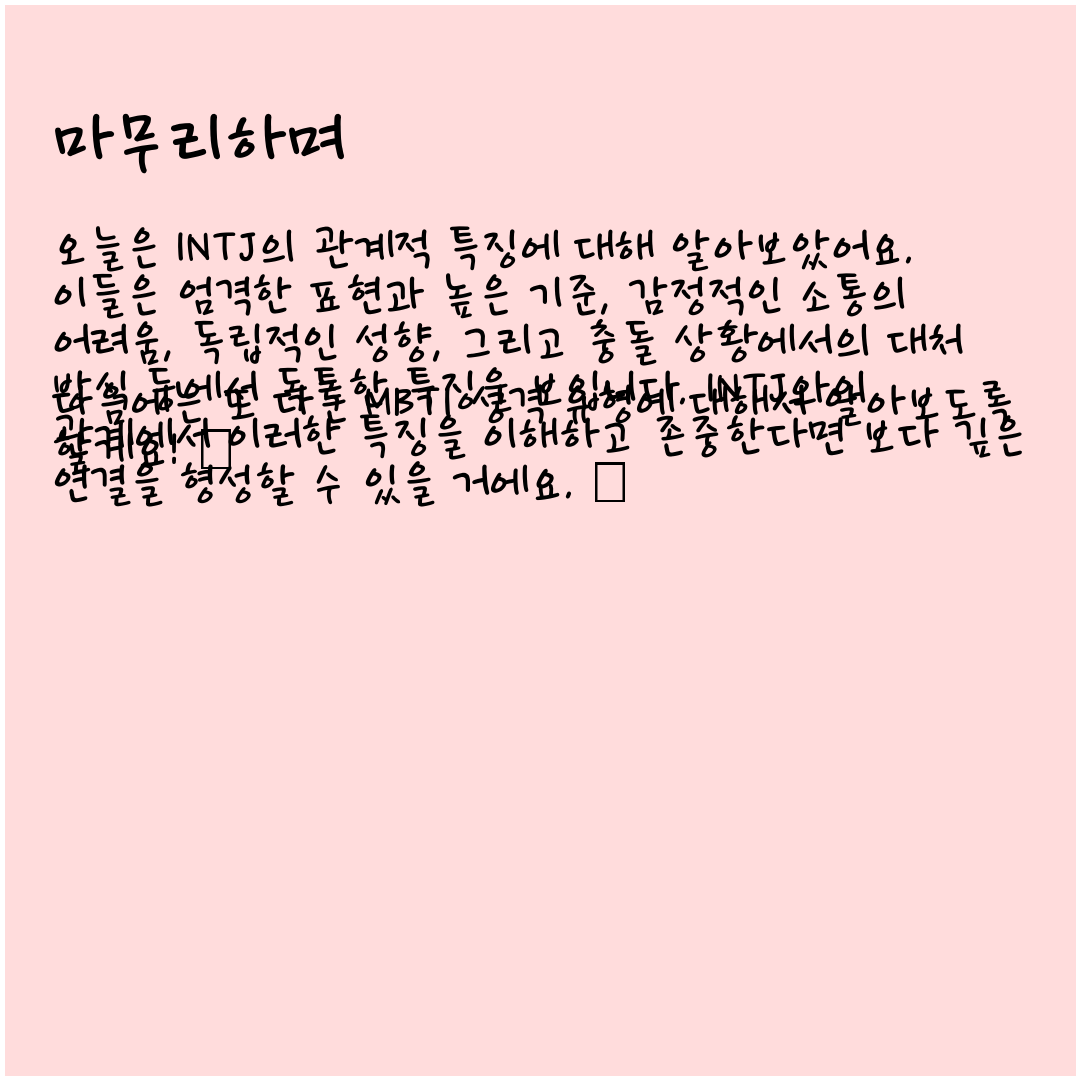 마무리하며
오늘은 INTJ의 관계적 특징에 대해 알아보았어요.
이들은 엄격한 표현과 높은 기준, 감정적인 소통의
어려움, 독립적인 성향, 그리고 충돌 상황에서의 대처
방식 등에서 독특한 특징을 보입니다. INTJ와의
관계에서 이러한 특징을 이해하고 존중한다면 보다 깊은
연결을 형성할 수 있을 거에요.
다음에는 또 다른 MBTI 성격 유형에 대해서 알아보도록
할게요!